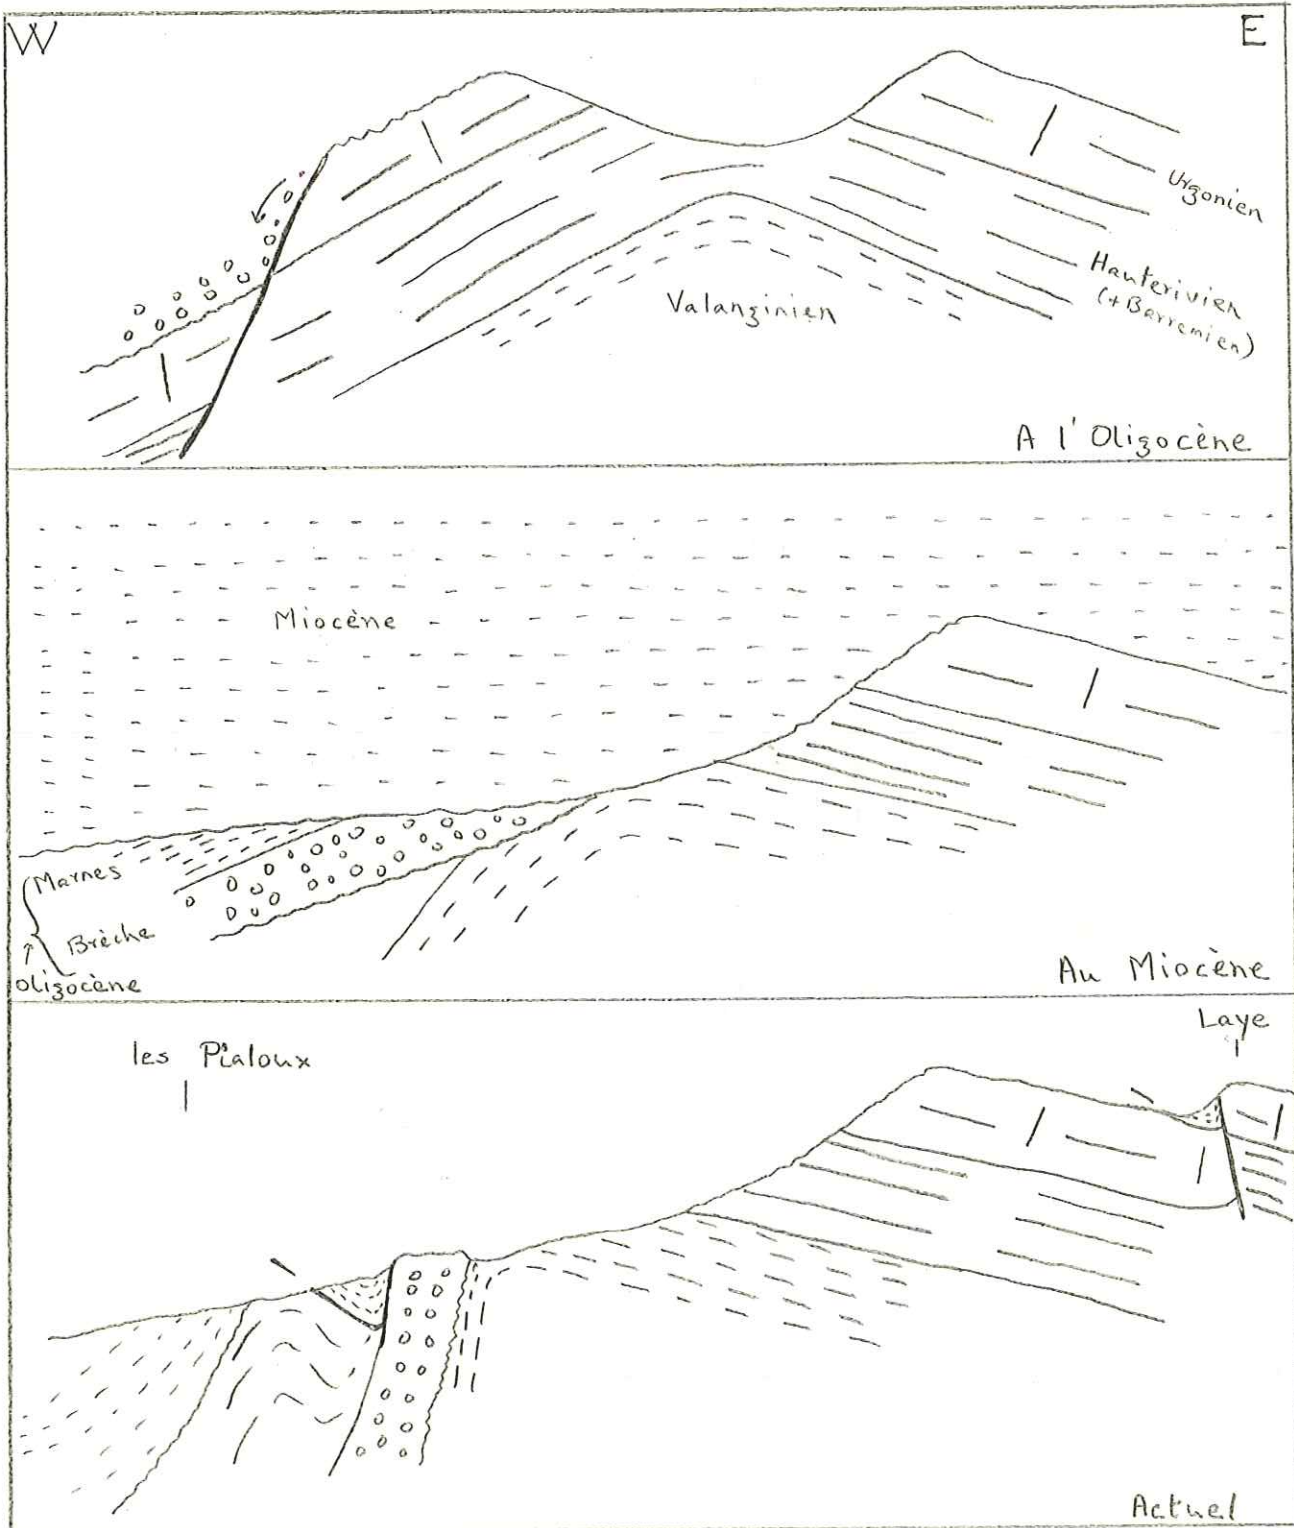 W
E
Urgonien
Hauterivien
(+Barremien)
Valanginien
A l'Oligocène
Miocène
Marnes
Brèche
Oligocène
Au Miocène
Laye
les Pialoux
Actuel